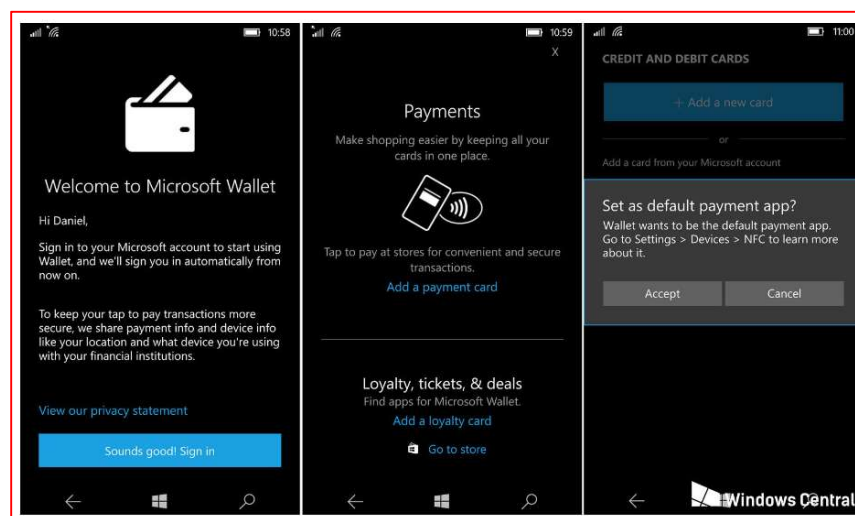 10:58
Welcome to Microsoft Wallet
Hi Daniel,
Sign in to your Microsoft account to start using
Wallet, and we'll sign you in automatically from
now on.
To keep your tap to pay transactions more
secure, we share payment info and device info
like your location and what device you're using
with your financial institutions.
View our privacy statement
Sounds good! Sign in
10:59
X
Payments
Make shopping easier by keeping all your
cards in one place.
Tap to pay at stores for convenient and secure
transactions.
Add a payment card
Loyalty, tickets, & deals
Find apps for Microsoft Wallet.
Add a loyalty card
Go to store
11:00
CREDIT AND DEBIT CARDS
+ Add a new card
or
Add a card from your Microsoft account
Set as default payment app?
Wallet wants to be the default payment app.
Go to Settings > Devices > NFC to learn more
about it.
Accept
Cancel
Windows Central